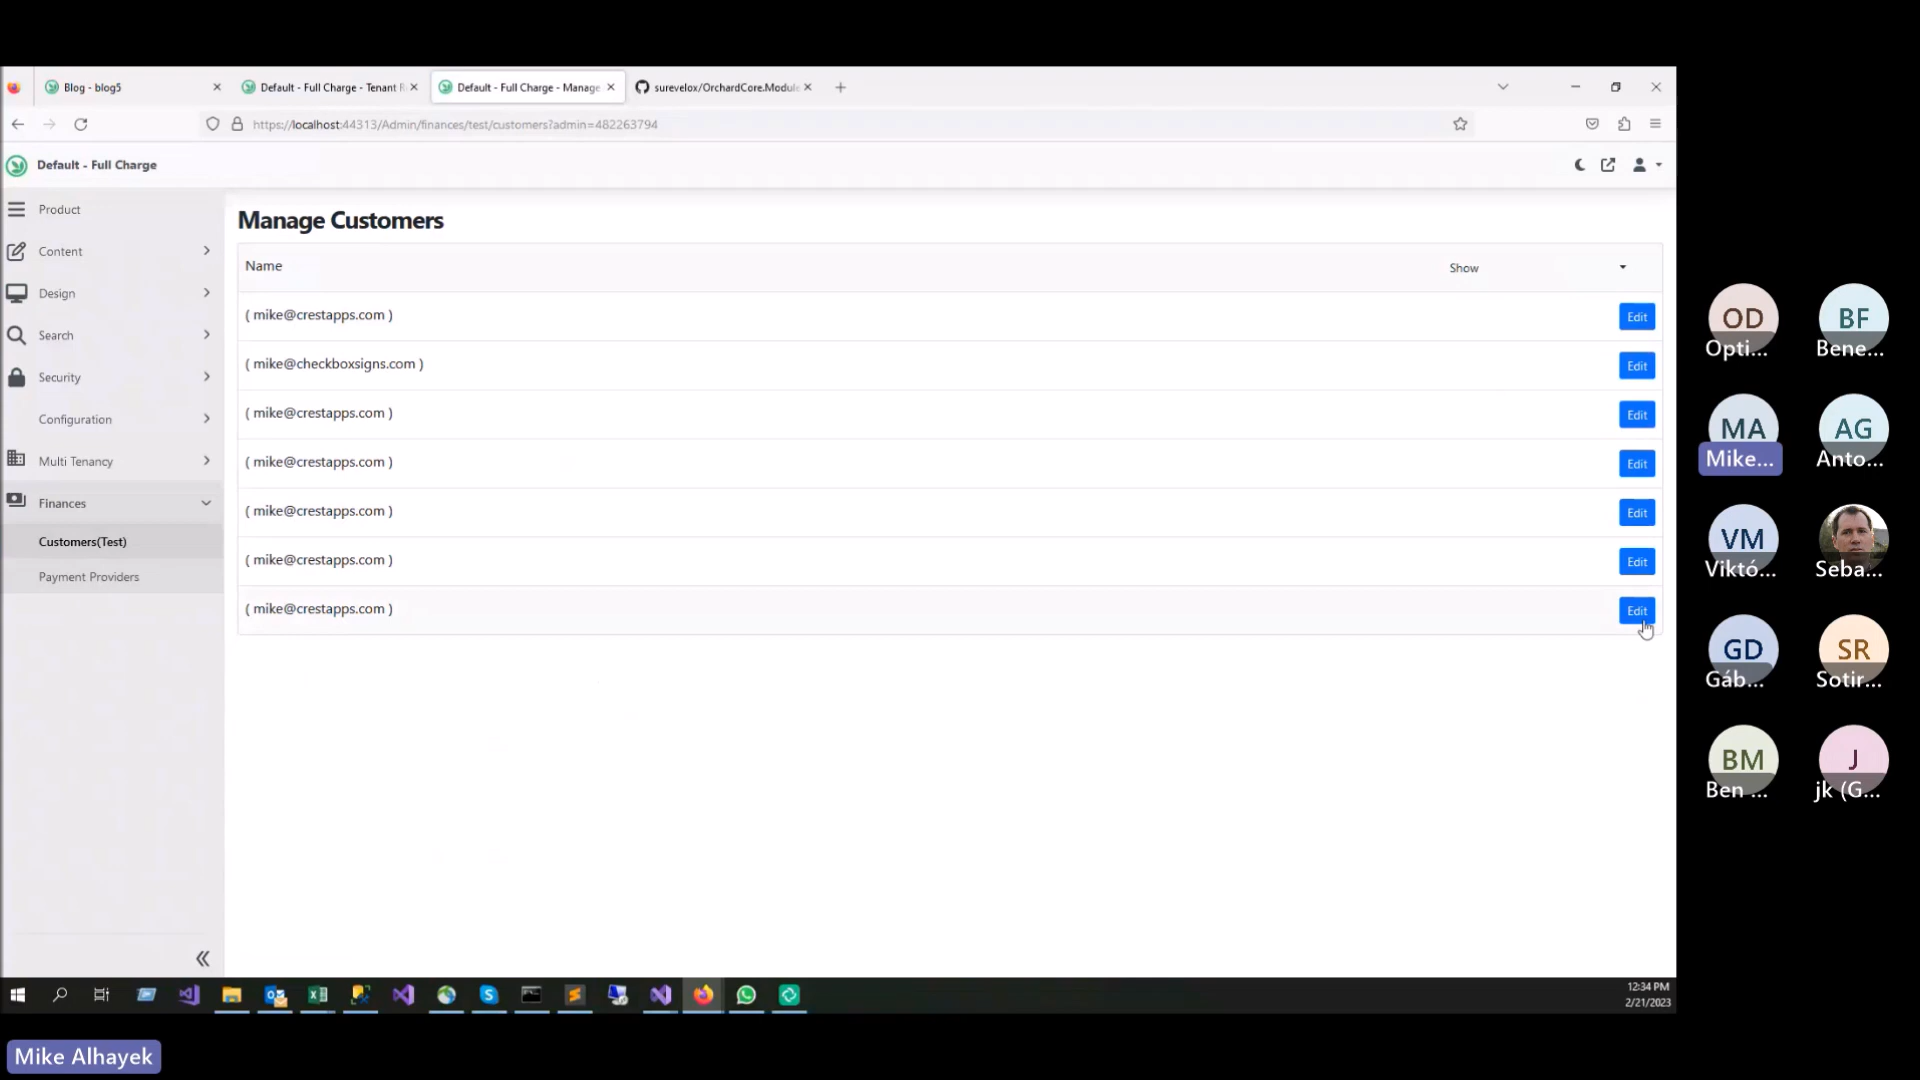 Blog - blog5
Default - Full Charge - Tenant R
Default - Full Charge - Manage
surevelox/OrchardCore.Module
https://localhost:44313/Admin/finances/test/customers?admin=482263794
Default - Full Charge
Product
Content
Design
Search
Security
Configuration
Multi Tenancy
Finances
Customers(Test)
Payment Providers
Manage Customers
Name
Show
( mike@crestapps.com )
Edit
( mike@checkboxsigns.com )
Edit
( mike@crestapps.com )
Edit
( mike@crestapps.com )
Edit
( mike@crestapps.com )
Edit
( mike@crestapps.com )
Edit
( mike@crestapps.com )
Edit
OD
Opti...
BF
Bene...
MA
Mike...
AG
Anto...
VM
Viktó...
Seba...
GD
Gáb...
SR
Sotir...
BM
Ben ...
J
jk (G...
12:34 PM
2/21/2023
Mike Alhayek